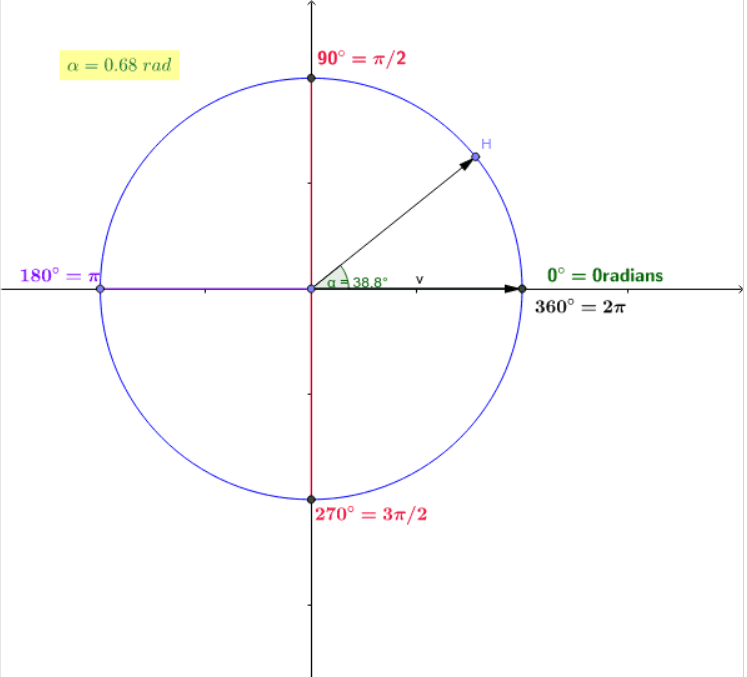 90° = π/2
α = 0.68 rad
H
180° = π
α = 38.8°
v
0° = 0radians
360° = 2π
270° = 3π/2